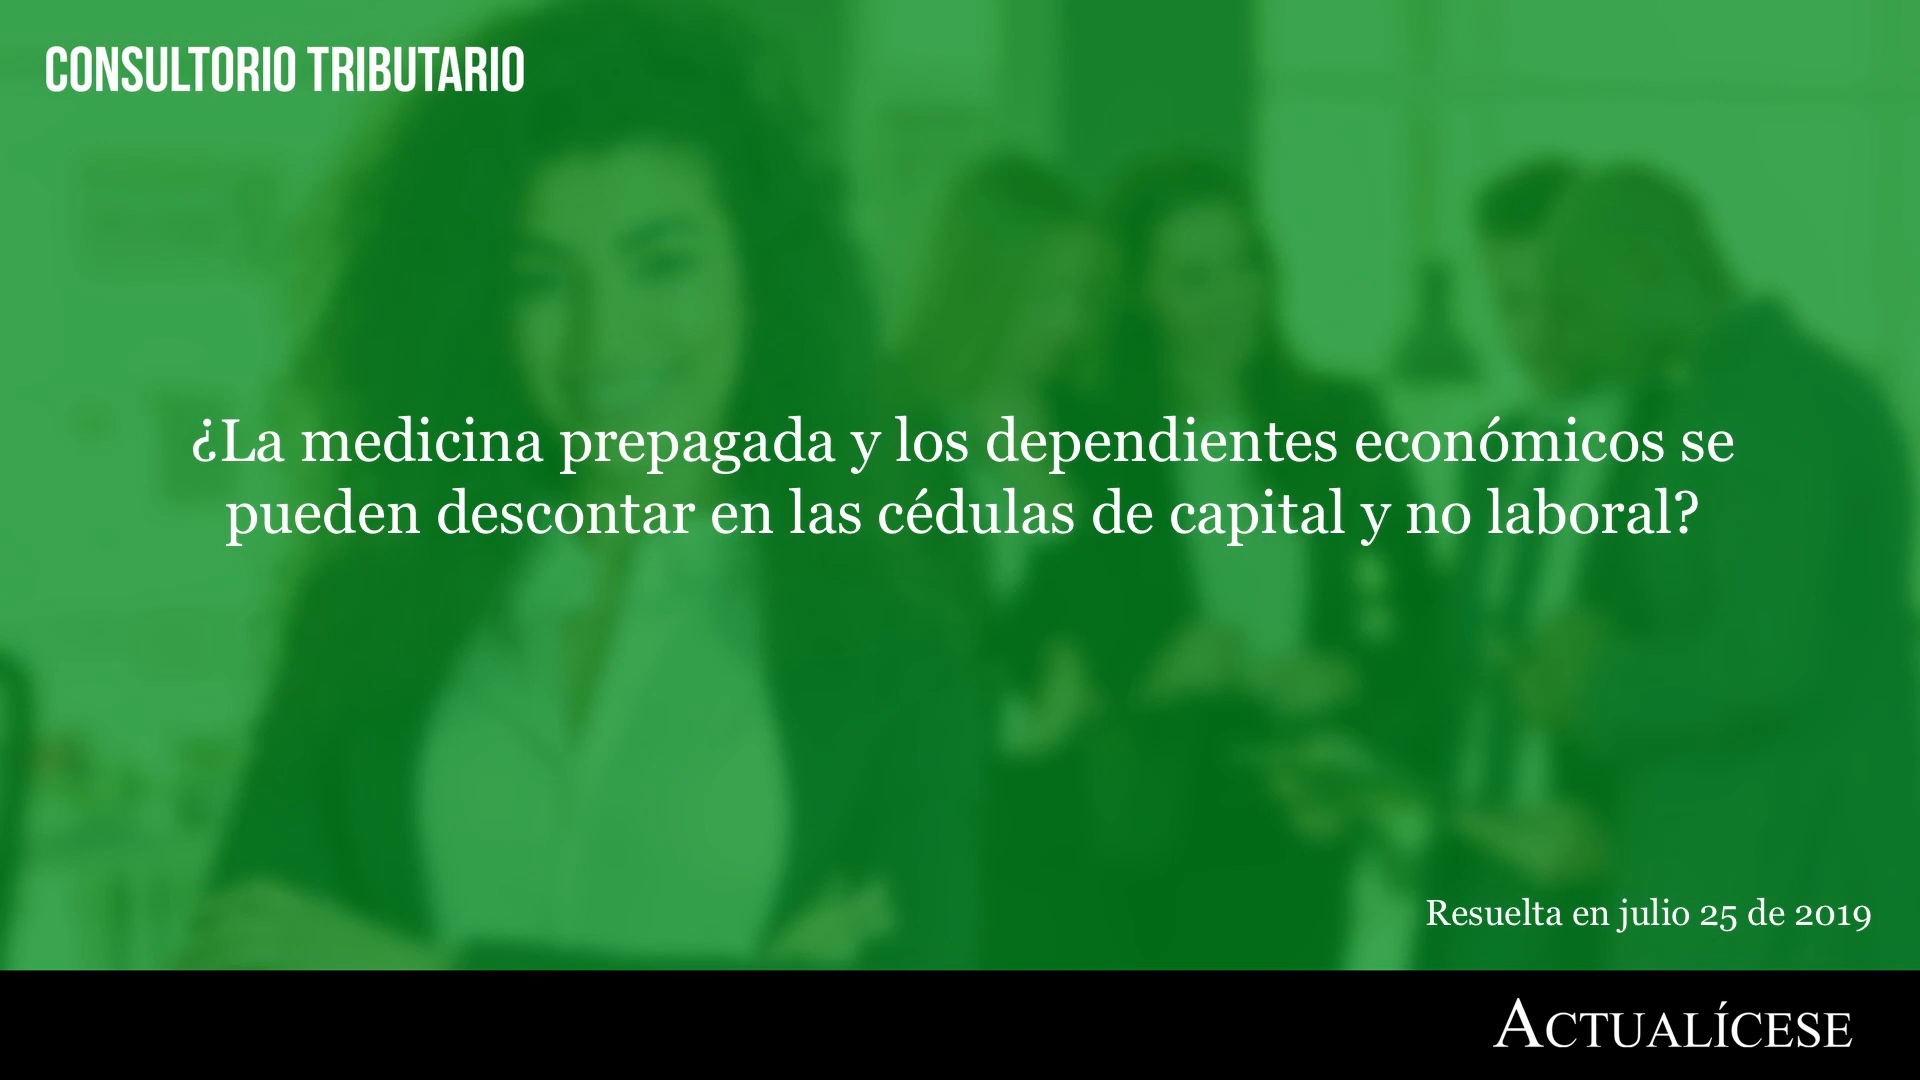 CONSULTORIO TRIBUTARIO
¿La medicina prepagada y los dependientes económicos se
pueden descontar en las cédulas de capital y no laboral?
Resuelta en julio 25 de 2019
ACTUALÍCESE